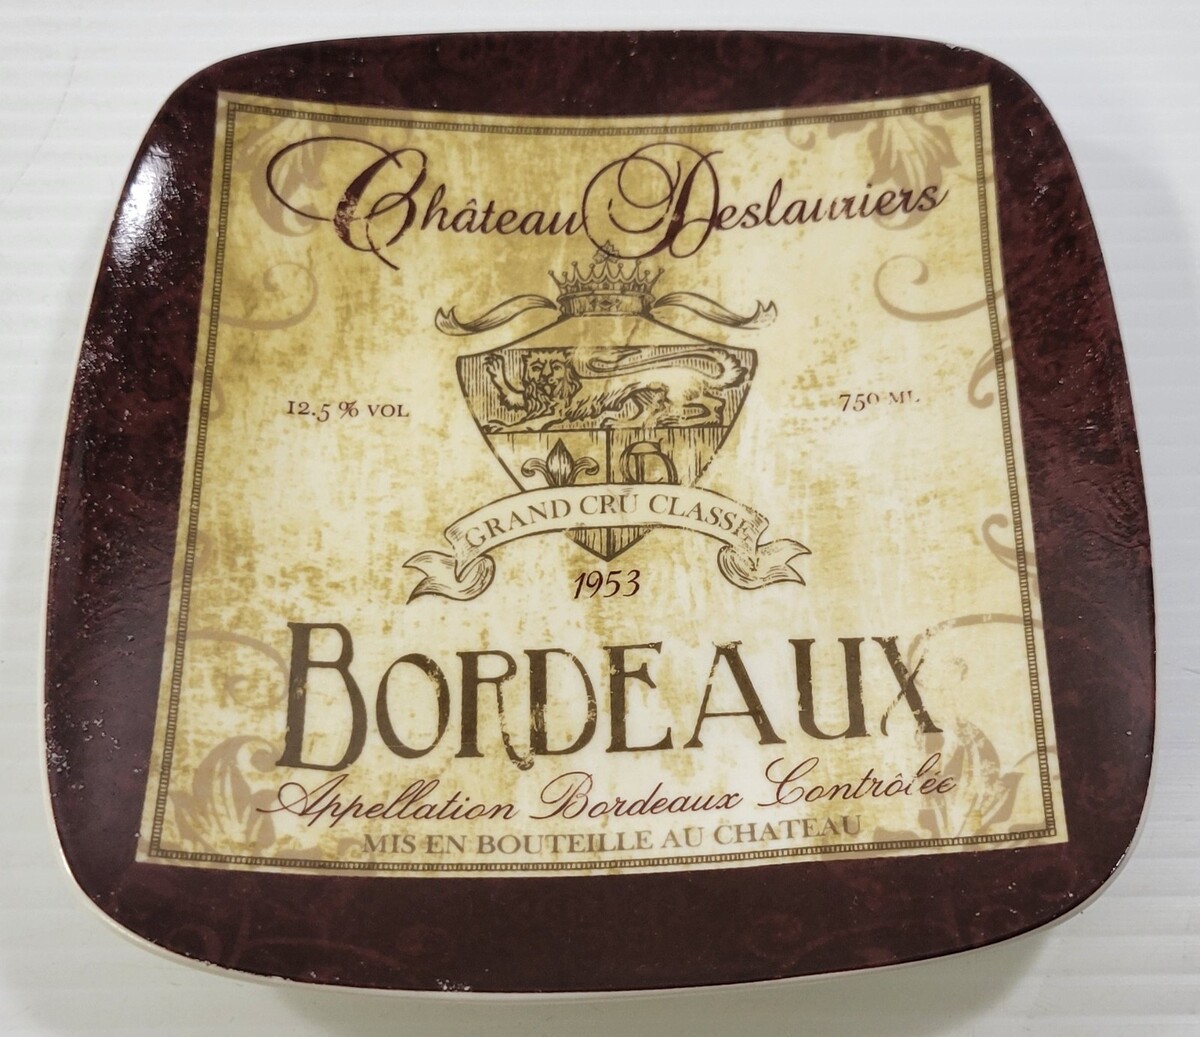 Château Deslauriers
12.5 % VOL
750 ML
GRAND CRU CLASSE
1953
BORDEAUX
Appellation Bordeaux Contrôlée
MIS EN BOUTEILLE AU CHATEAU